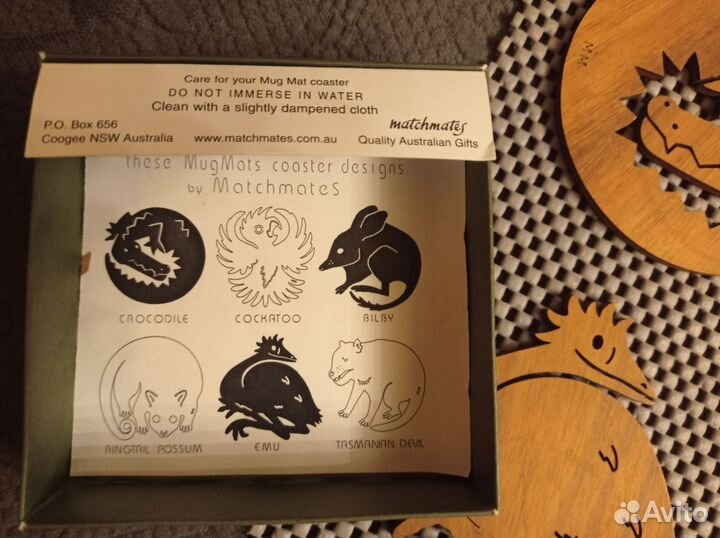 Care for your Mug Mat coaster
DO NOT IMMERSE IN WATER
Clean with a slightly dampened cloth
P.O. Box 656
Coogee NSW Australia
www.matchmates.com.au
matchmates
Quality Australian Gifts
these MugMats coaster designs
by Matchmates
CROCODILE
COCKATOO
BILBY
RINGTAIL POSSUM
EMU
TASMANIAN DEVIL
MM
Avito